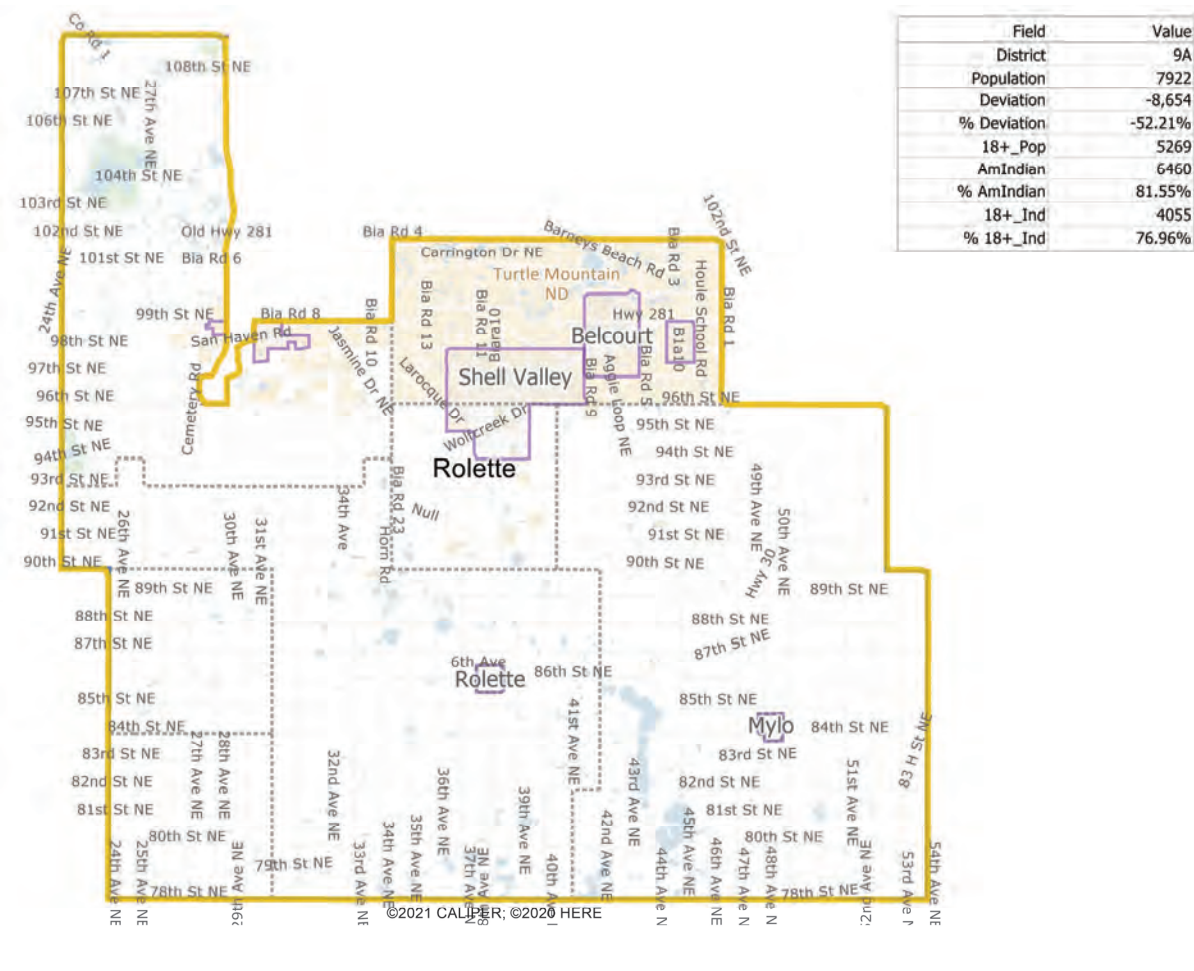 Field Value
District 9A
Population 7922
Deviation -8,654
% Deviation -52.21%
18+_Pop 5269
AmIndian 6460
% AmIndian 81.55%
18+_Ind 4055
% 18+_Ind 76.96%
Co Rd 1
108th St NE
107th St NE
27th Ave NE
106th St NE
104th St NE
103rd St NE
102nd St NE
Old Hwy 281
Bia Rd 4
Barneys Beach Rd
Bia Rd 3
102nd St NE
101st St NE
Bia Rd 6
Carrington Dr NE
24th Ave NE
Turtle Mountain
ND
Houle School Rd
Bia Rd 1
99th St NE
Bia Rd 8
Bia Rd 10
Bia Rd 13
Bia Rd 11
Bia Rd 10
Hwy 281
98th St NE
San Haven Rd
Jasmine Dr NE
Belcourt
B1a10
97th St NE
Larocque Dr
Shell Valley
Bia Rd 9
Aggie Loop NE
Bia Rd 5
96th St NE
Cemetery Rd
96th St NE
95th St NE
Wolfcreek Dr
95th St NE
94th St NE
94th St NE
Rolette
93rd St NE
Bia Rd 23
93rd St NE
49th Ave NE
92nd St NE
26th Ave NE
30th Ave NE
31st Ave NE
34th Ave
Null
92nd St NE
50th Ave NE
91st St NE
Horn Rd
91st St NE
90th St NE
90th St NE
Hwy 30
89th St NE
89th St NE
88th St NE
88th St NE
87th St NE
87th St NE
6th Ave
Rolette
86th St NE
85th St NE
85th St NE
41st Ave NE
84th St NE
Mylo
84th St NE
83 H St NE
83rd St NE
27th Ave NE
28th Ave NE
32nd Ave NE
36th Ave NE
39th Ave NE
43rd Ave NE
83rd St NE
51st Ave NE
82nd St NE
82nd St NE
81st St NE
81st St NE
80th St NE
33rd Ave NE
34th Ave NE
35th Ave NE
42nd Ave NE
45th Ave NE
80th St NE
79th St NE
24th Ave NE
25th Ave NE
29th Ave NE
37th Ave N
38th Ave NE
40th Ave
44th Ave N
46th Ave NE
47th Ave N
48th Ave N
52nd Ave NE
53rd Ave N
54th Ave NE
78th St NE
78th St NE
©2021 CALIPER; ©2020 HERE